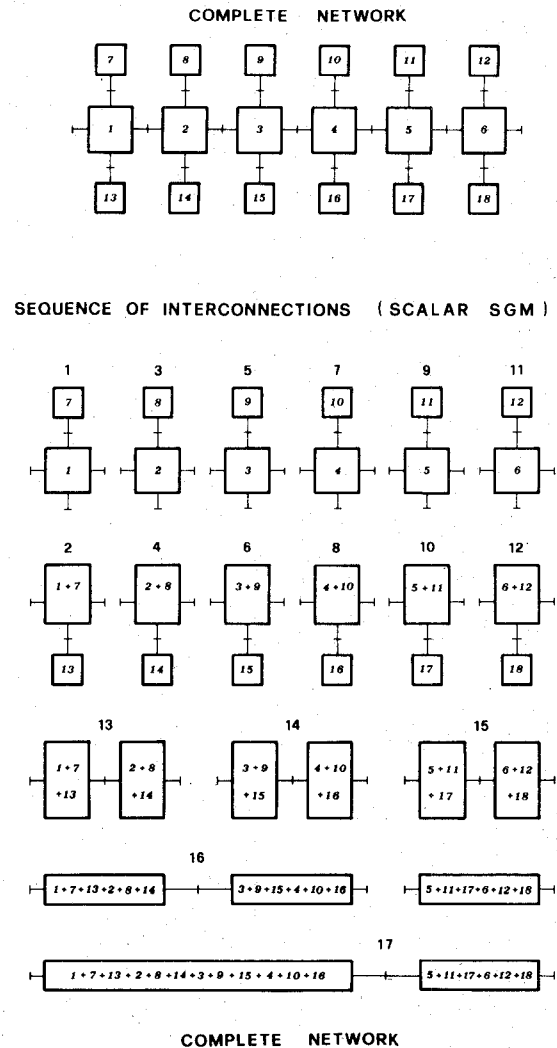 COMPLETE NETWORK
7 8 9 10 11 12
1 2 3 4 5 6
13 14 15 16 17 18
SEQUENCE OF INTERCONNECTIONS (SCALAR SGM)
1 3 5 7 9 11
7 8 9 10 11 12
1 2 3 4 5 6
2 4 6 8 10 12
1+7 2+8 3+9 4+10 5+11 6+12
13 14 15 16 17 18
13 14 15
1+7 2+8 3+9 4+10 5+11 6+12
+13 +14 +15 +16 +17 +18
16
1+7+13+2+8+14 3+9+15+4+10+16 5+11+17+6+12+18
17
1+7+13+2+8+14+3+9+15+4+10+16 5+11+17+6+12+18
COMPLETE NETWORK